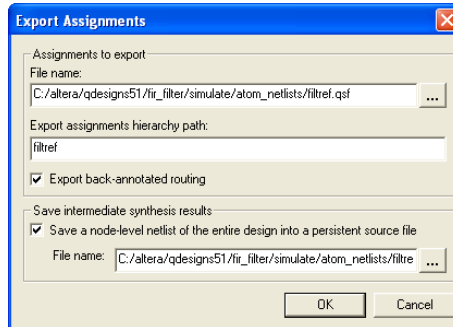 Export Assignments
Assignments to export
File name:
C:/altera/qdesigns51/fir_filter/simulate/atom_netlists/filtref.qsf
...
Export assignments hierarchy path:
filtref
Export back-annotated routing
Save intermediate synthesis results
Save a node-level netlist of the entire design into a persistent source file
File name: C:/altera/qdesigns51/fir_filter/simulate/atom_netlists/filtre ...
OK Cancel